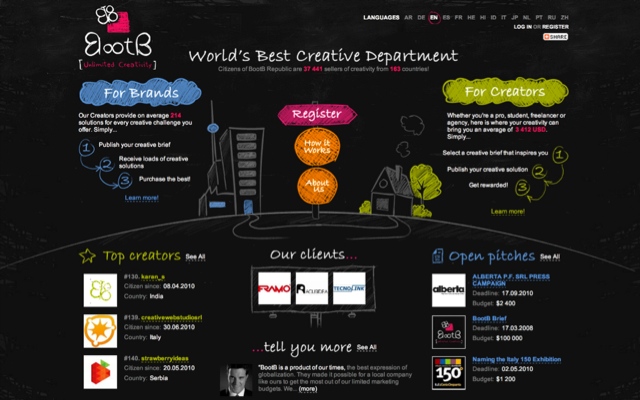 LANGUAGES AR DE EN ES FR HE HI ID IT JP NL PT RU ZH
LOG IN OR REGISTER
SHARE
BootB
[Unlimited Creativity]
World's Best Creative Department
Citizens of BootB Republic are 37 441 sellers of creativity from 183 countries!
For Brands
Our Creators provide on average 214
solutions for every creative challenge you
offer. Simply...
1 Publish your creative brief
2 Receive loads of creative
solutions
3 Purchase the best!
Learn more!
Register
How it
Works
About
Us
For Creators
Whether you're a pro, student, freelancer or
agency, here is where your creativity can
bring you an average of 3 412 USD.
Simply...
Select a creative brief that inspires you 1
Publish your creative solution 2
Get rewarded! 3
Learn more!
Top creators See All
#130. karen_s
Citizen since: 08.04.2010
Country: India
#139. creativewebstudiosrl
Citizen since: 30.06.2010
Country: Italy
#140. strawberryideas
Citizen since: 20.05.2010
Country: Serbia
Our clients...
FRAMO
TECNOLINK
...tell you more See All
"BootB is a product of our times, the best expression of
globalization. They made it possible for a local company
like ours to get the most out of our limited marketing
budgets. We... (more)
Open pitches See All
alberta
ALBERTA P.F. SRL PRESS
CAMPAIGN
Deadline: 17.09.2010
Budget: $2 400
BootB
BootB Brief
Deadline: 17.03.2008
Budget: $100 000
150
Naming the Italy 150 Exhibition
Deadline: 02.05.2010
Budget: $1 200